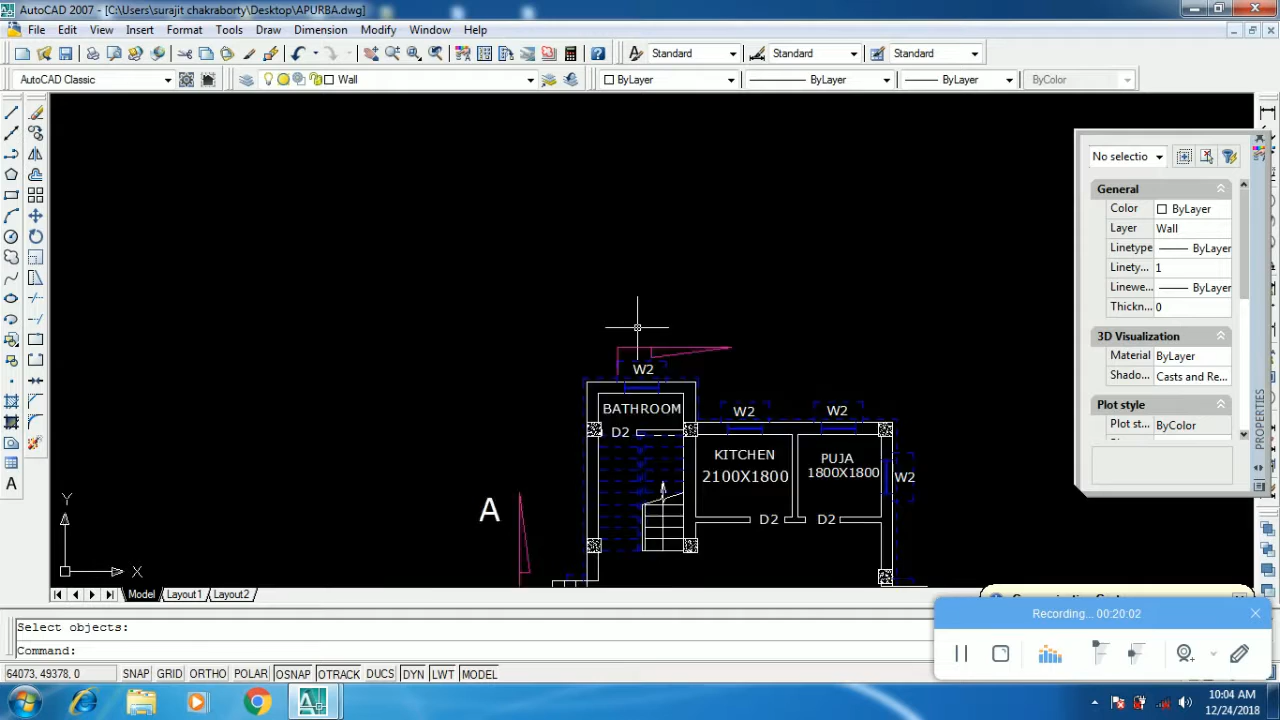 AutoCAD 2007 - [C:\Users\surajit chakraborty\Desktop\APURBA.dwg]
File Edit View Insert Format Tools Draw Dimension Modify Window Help
Standard Standard Standard
AutoCAD Classic Wall ByLayer ByLayer ByLayer ByColor
No selectio
General
Color ByLayer
Layer Wall
Linetype ByLayer
Linety... 1
Linewe... ByLayer
Thickn... 0
3D Visualization
Material ByLayer
Shado... Casts and Re...
Plot style
Plot st... ByColor
PROPERTIES
W2
BATHROOM
W2 W2
D2
KITCHEN
2100X1800
PUJA
1800X1800
W2
A
D2 D2
Y
X
A
Model Layout1 Layout2
Select objects:
Command:
Recording... 00:20:02
64073, 49378, 0 SNAP GRID ORTHO POLAR OSNAP OTRACK DUCS DYN LWT MODEL
10:04 AM
12/24/2018